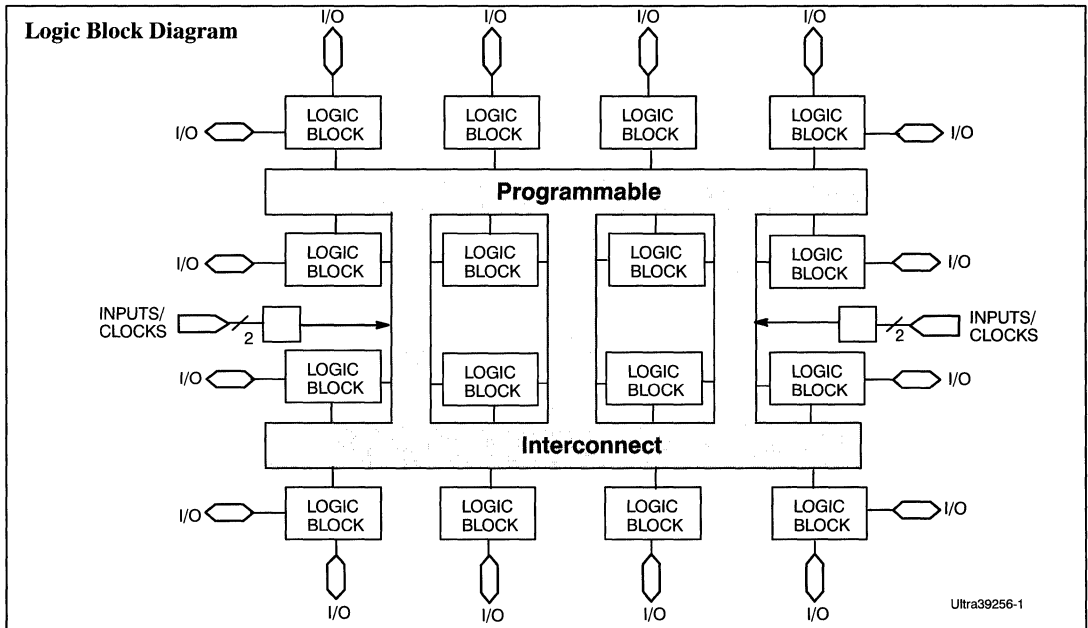 Logic Block Diagram
I/O
I/O
I/O
I/O
I/O
LOGIC
BLOCK
LOGIC
BLOCK
LOGIC
BLOCK
LOGIC
BLOCK
I/O
Programmable
I/O
LOGIC
BLOCK
LOGIC
BLOCK
LOGIC
BLOCK
LOGIC
BLOCK
I/O
INPUTS/
CLOCKS
2
2
INPUTS/
CLOCKS
I/O
LOGIC
BLOCK
LOGIC
BLOCK
LOGIC
BLOCK
LOGIC
BLOCK
I/O
Interconnect
I/O
LOGIC
BLOCK
LOGIC
BLOCK
LOGIC
BLOCK
LOGIC
BLOCK
I/O
I/O
I/O
I/O
I/O
Ultra39256-1